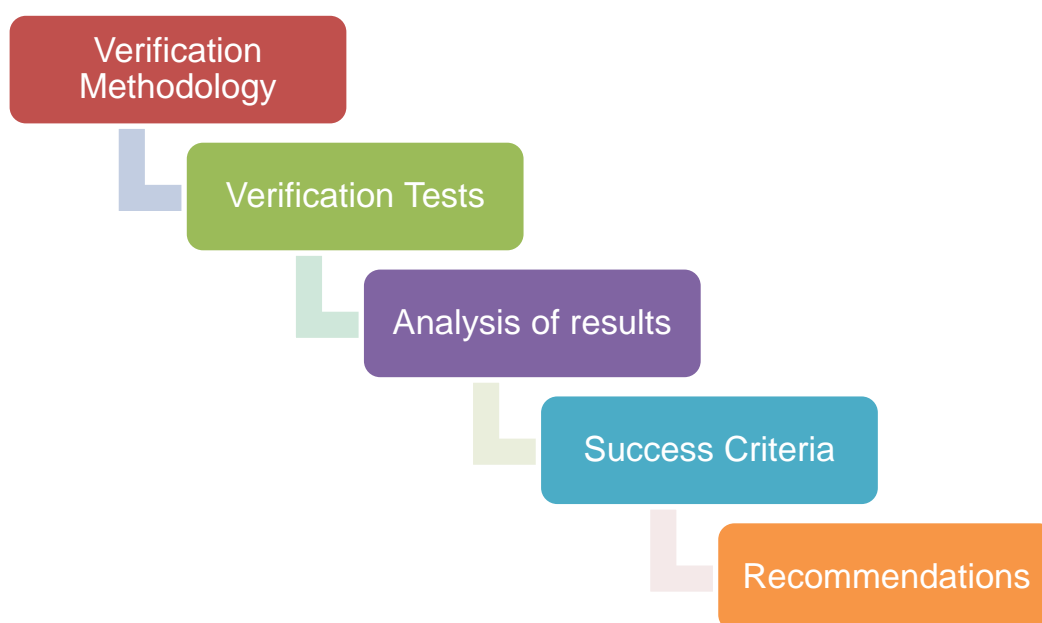 Verification
Methodology
Verification Tests
Analysis of results
Success Criteria
Recommendations